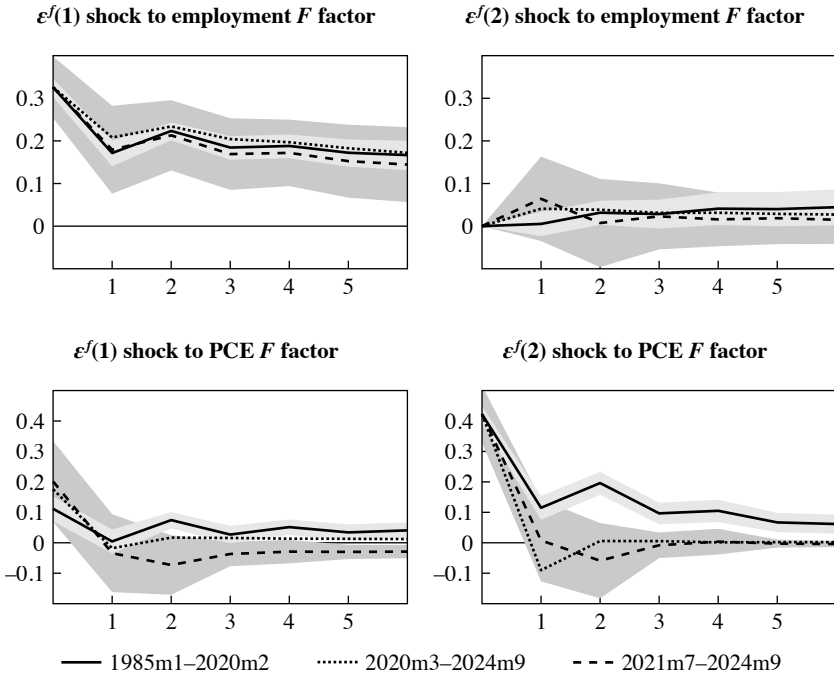 εᶠ(1) shock to employment F factor
εᶠ(2) shock to employment F factor
0.3
0.2
0.1
0
1 2 3 4 5
0.3
0.2
0.1
0
1 2 3 4 5
εᶠ(1) shock to PCE F factor
εᶠ(2) shock to PCE F factor
0.4
0.3
0.2
0.1
0
–0.1
1 2 3 4 5
0.4
0.3
0.2
0.1
0
–0.1
1 2 3 4 5
1985m1–2020m2 2020m3–2024m9 2021m7–2024m9